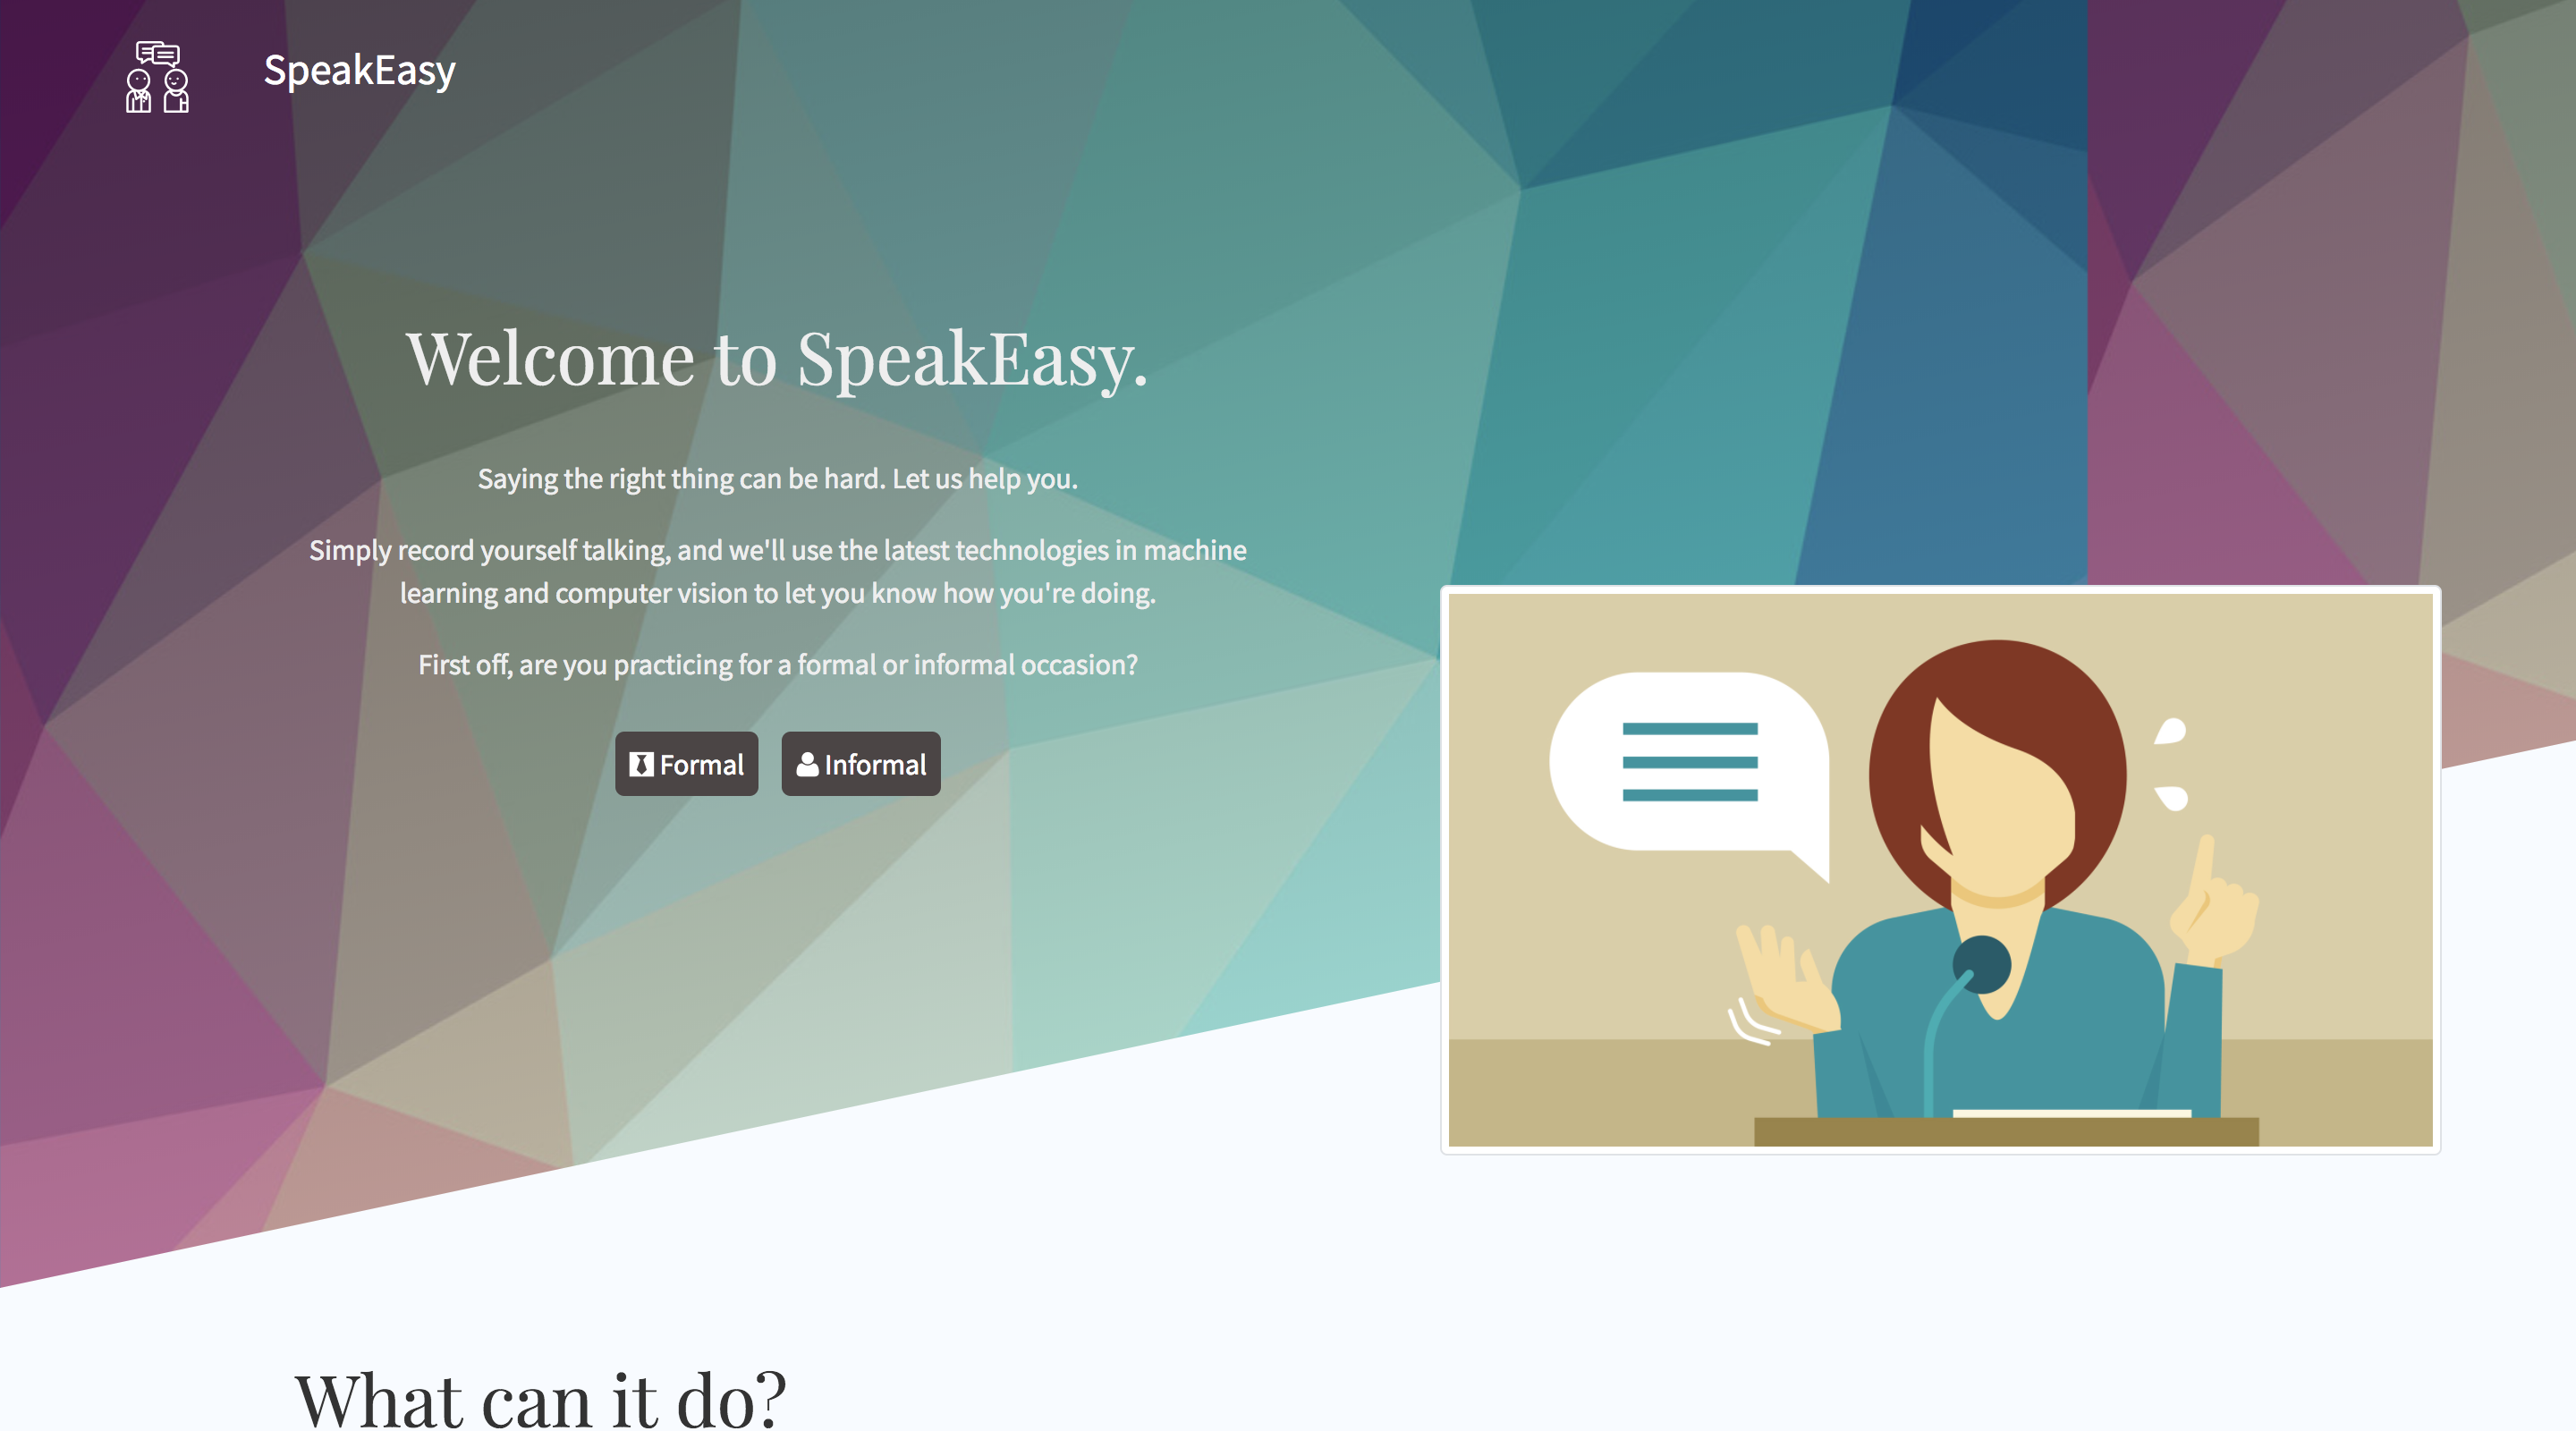 SpeakEasy
Welcome to SpeakEasy.
Saying the right thing can be hard. Let us help you.
Simply record yourself talking, and we'll use the latest technologies in machine
learning and computer vision to let you know how you're doing.
First off, are you practicing for a formal or informal occasion?
Formal
Informal
What can it do?